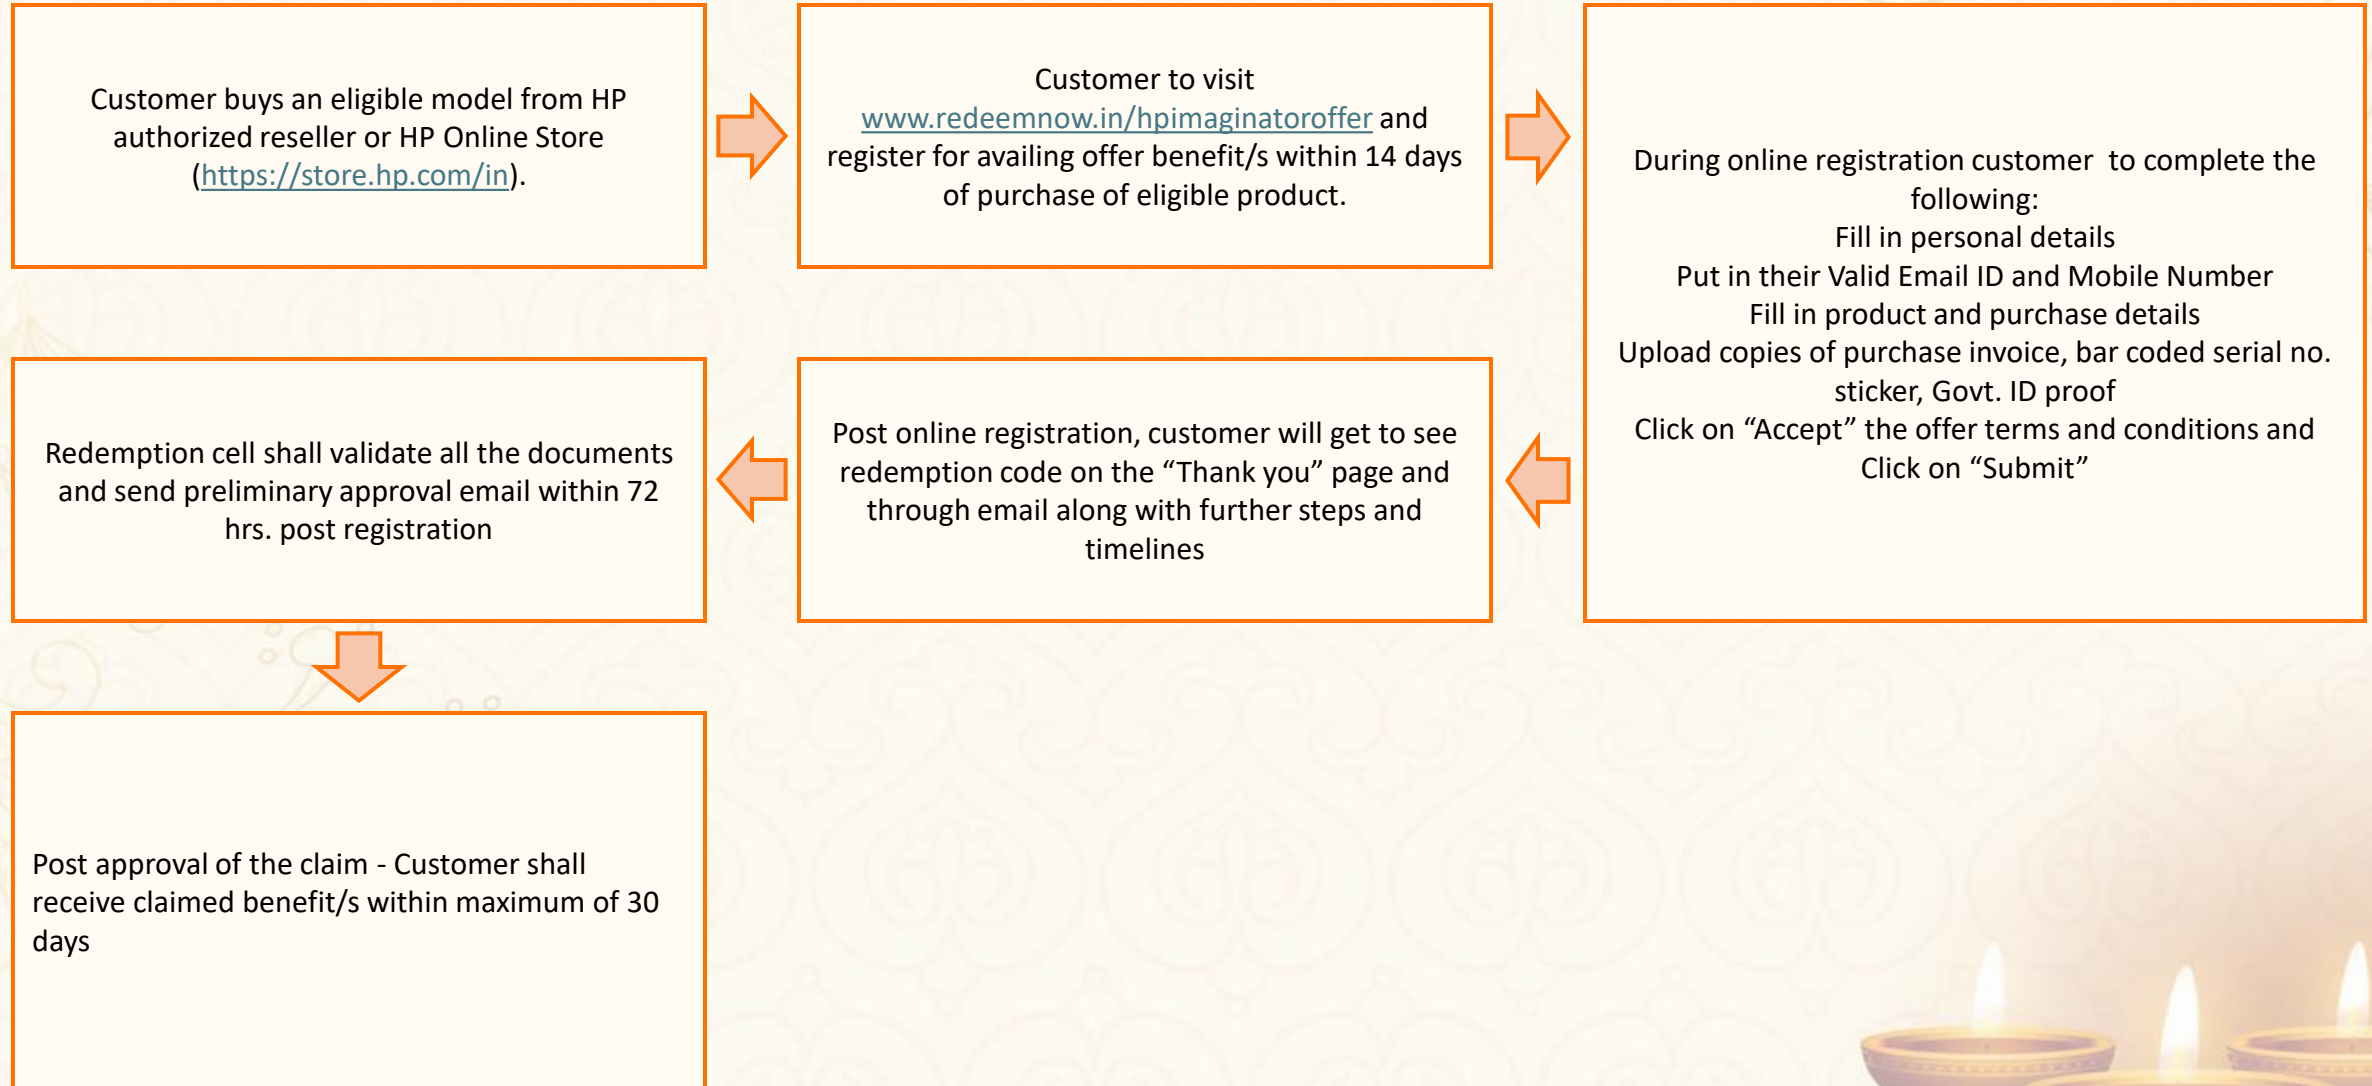 Customer buys an eligible model from HP
authorized reseller or HP Online Store
(https://store.hp.com/in).
Customer to visit
www.redeemnow.in/hpimaginatoroffer and
register for availing offer benefit/s within 14 days
of purchase of eligible product.
During online registration customer  to complete the
following:
Fill in personal details
Put in their Valid Email ID and Mobile Number
Fill in product and purchase details
Upload copies of purchase invoice, bar coded serial no.
sticker, Govt. ID proof
Click on “Accept” the offer terms and conditions and
Click on “Submit”
Post online registration, customer will get to see
redemption code on the “Thank you” page and
through email along with further steps and
timelines
Redemption cell shall validate all the documents
and send preliminary approval email within 72
hrs. post registration
Post approval of the claim - Customer shall
receive claimed benefit/s within maximum of 30
days